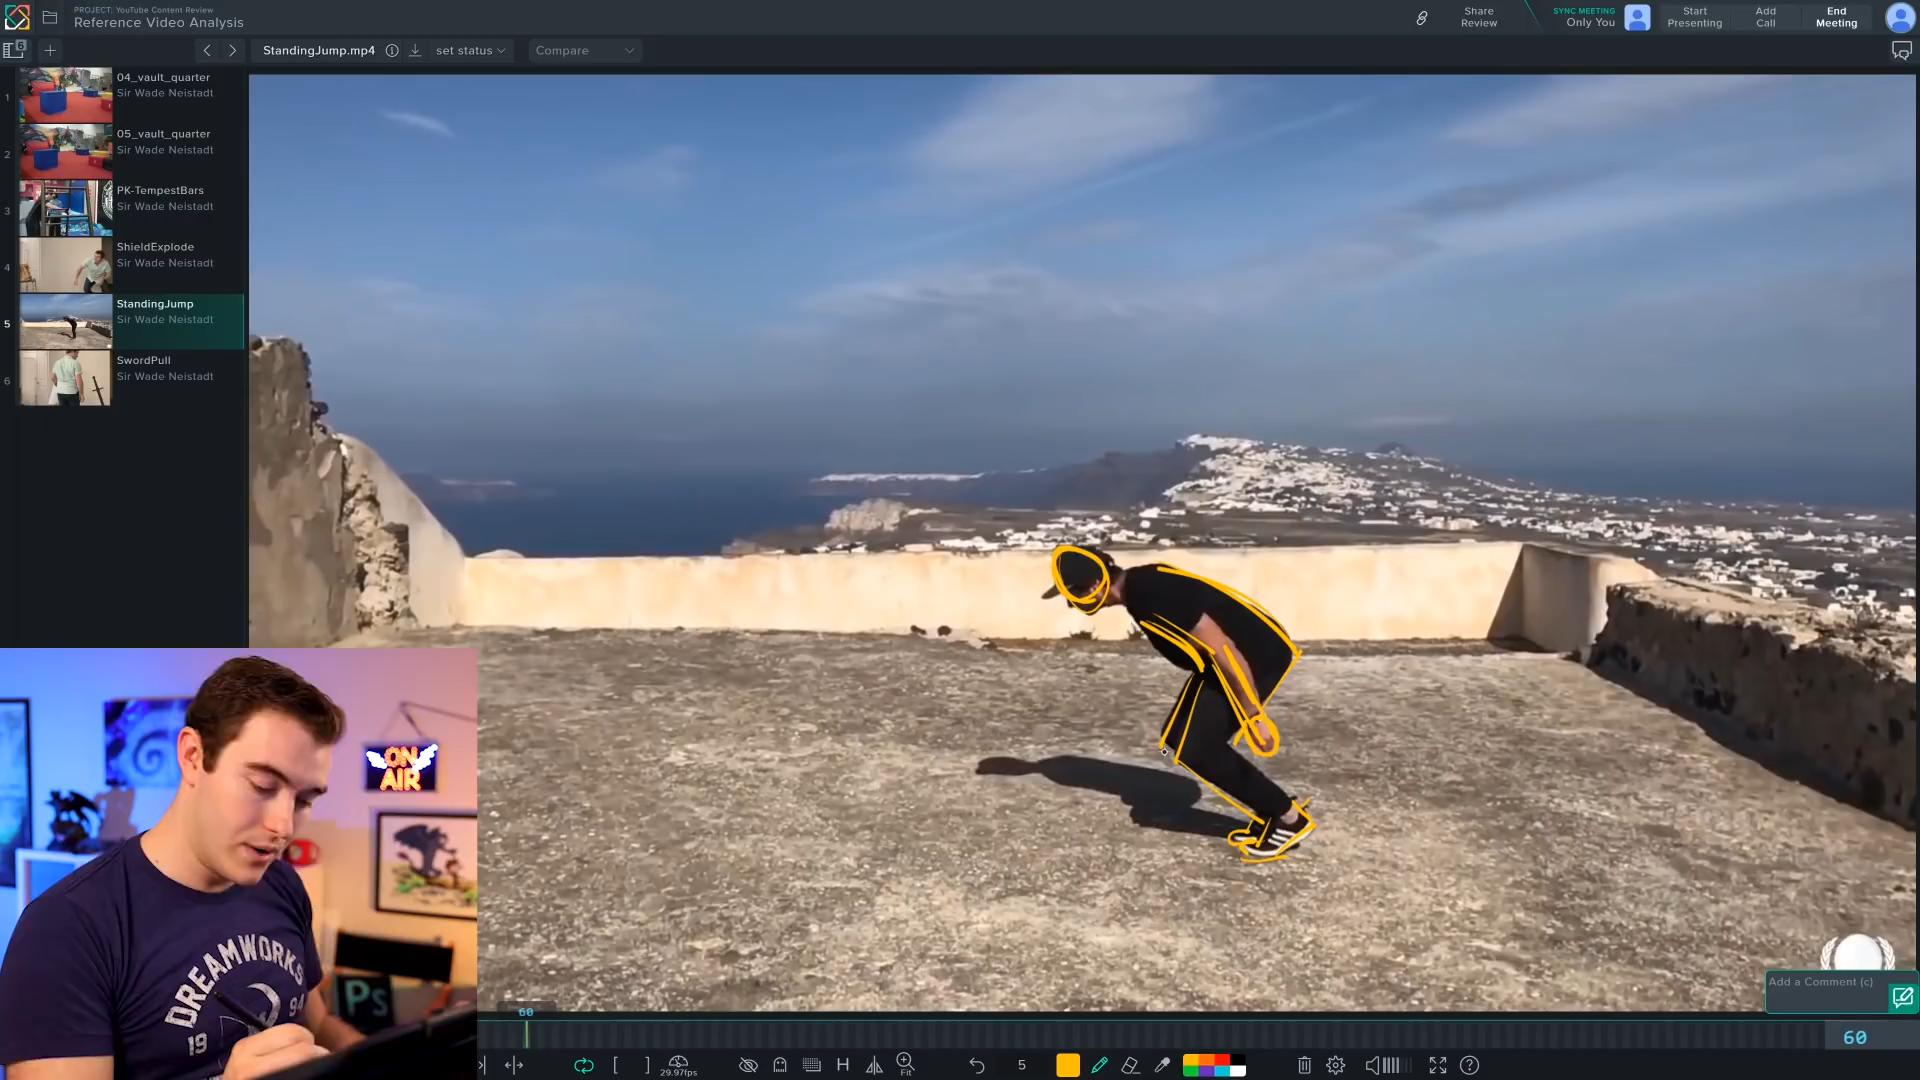 PROJECT: YouTube Content Review
Reference Video Analysis
Share Review
SYNC MEETING
Only You
Start Presenting
Add Call
End Meeting
6
StandingJump.mp4
set status
Compare
1
04_vault_quarter
Sir Wade Neistadt
2
05_vault_quarter
Sir Wade Neistadt
3
PK-TempestBars
Sir Wade Neistadt
4
ShieldExplode
Sir Wade Neistadt
5
StandingJump
Sir Wade Neistadt
6
SwordPull
Sir Wade Neistadt
ON
AIR
DREAMWORKS
19 94
Ps
Add a Comment (c)
60
60
29.97fps
H
Fit
5